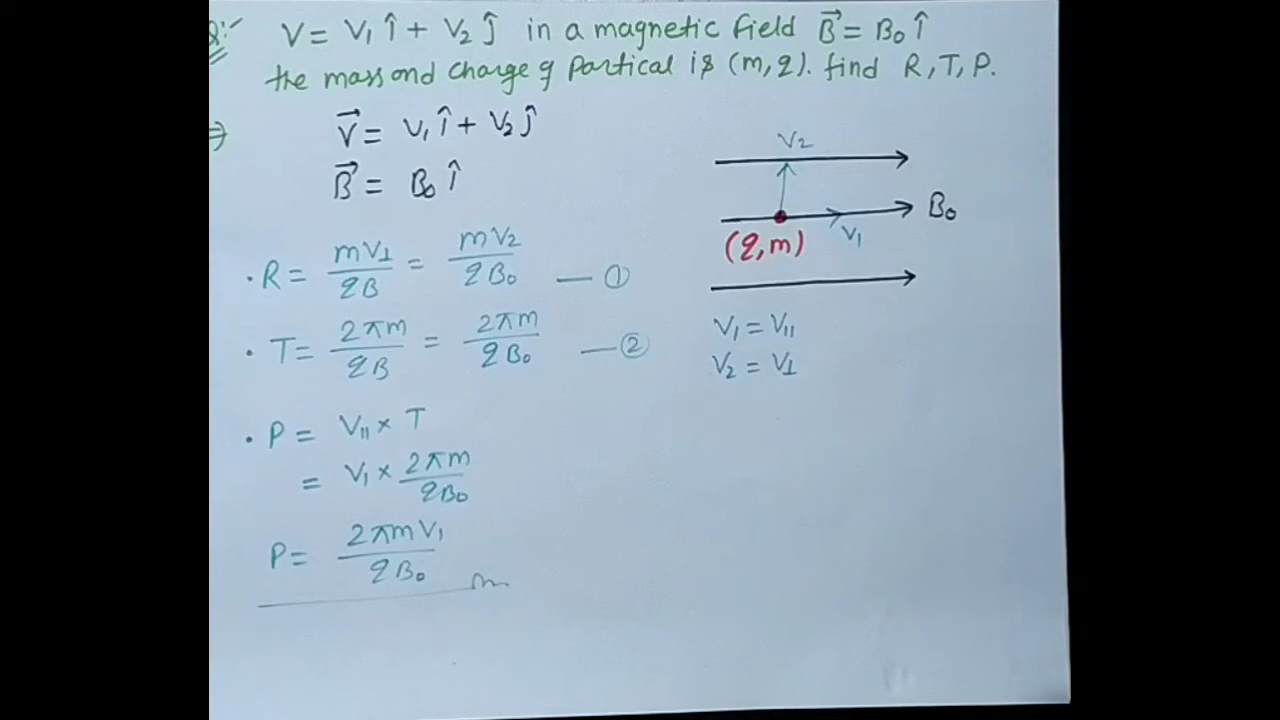 Q:- V = V₁ î + V₂ ĵ in a magnetic field B⃗ = B₀ î
the mass ond charge of partical is (m, q). find R, T, P.
⇒ V⃗ = V₁ î + V₂ ĵ
B⃗ = B₀ î
V₂
B₀
V₁
(q, m)
• R = mV⊥/qB = mV₂/qB₀ — ①
• T = 2πm/qB = 2πm/qB₀ — ②
V₁ = V∥
V₂ = V⊥
• P = V∥ × T
= V₁ × 2πm/qB₀
P = 2πmV₁/qB₀